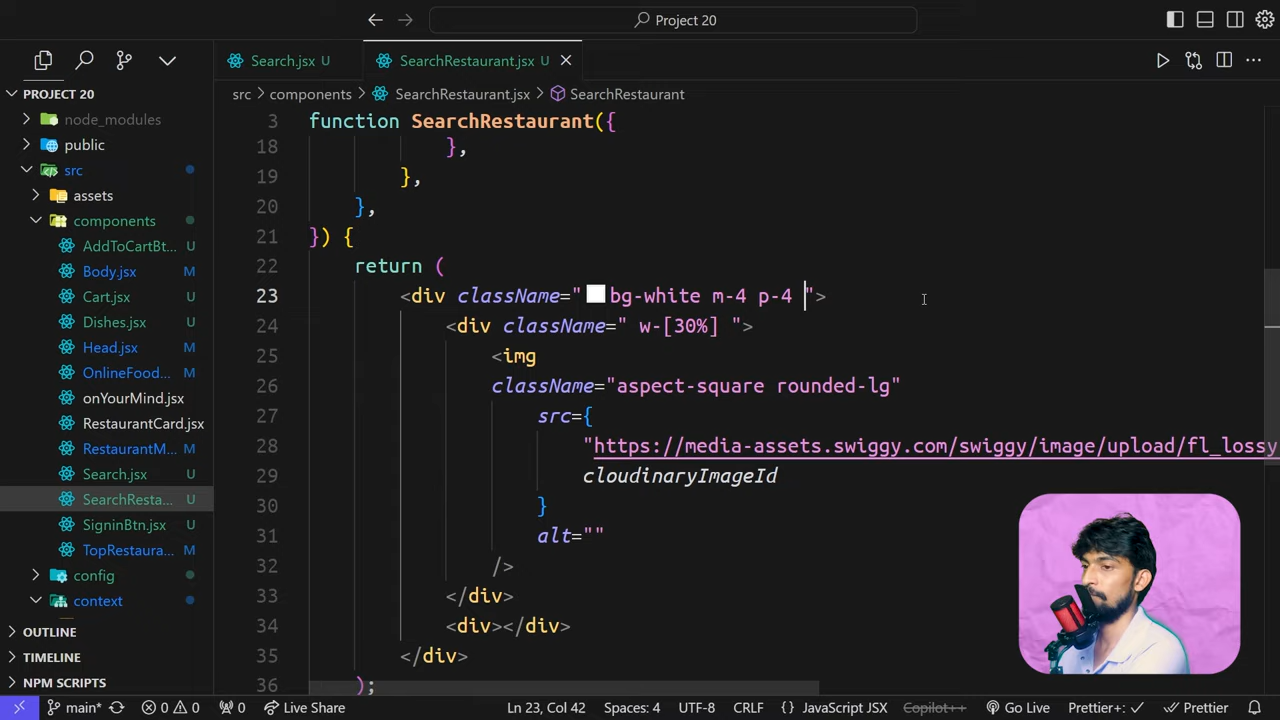 Project 20
Search.jsx U
SearchRestaurant.jsx U
PROJECT 20
src > components > SearchRestaurant.jsx > SearchRestaurant
node_modules
public
src
assets
components
AddToCartBt... U
Body.jsx M
Cart.jsx U
Dishes.jsx U
Head.jsx M
OnlineFood... M
onYourMind.jsx
RestaurantCard.jsx
RestaurantM... M
Search.jsx U
SearchResta... U
SigninBtn.jsx U
TopRestaura... M
config
context
OUTLINE
TIMELINE
NPM SCRIPTS
3 function SearchRestaurant({
18 },
19 },
20 },
21 }) {
22 return (
23 <div className=" bg-white m-4 p-4 ">
24 <div className=" w-[30%] ">
25 <img
26 className="aspect-square rounded-lg"
27 src={
28 "https://media-assets.swiggy.com/swiggy/image/upload/fl_lossy
29 cloudinaryImageId
30 }
31 alt=""
32 />
33 </div>
34 <div></div>
35 </div>
36 );
main* 0 0 0 Live Share Ln 23, Col 42 Spaces: 4 UTF-8 CRLF {} JavaScript JSX Copilot++ Go Live Prettier+ Prettier